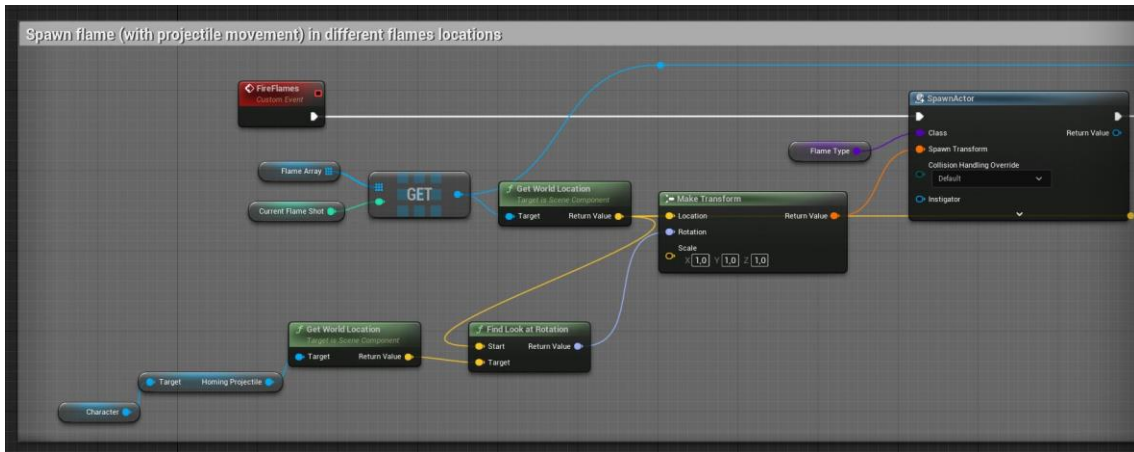 Spawn flame (with projectile movement) in different flames locations
FireFlames
Custom Event
SpawnActor
Class
Return Value
Spawn Transform
Collision Handling Override
Default
Instigator
Flame Type
Flame Array
GET
Current Flame Shot
Get World Location
Target is Scene Component
Target
Return Value
Make Transform
Location
Return Value
Rotation
Scale
X 1,0 Y 1,0 Z 1,0
Get World Location
Target is Scene Component
Target
Return Value
Find Look at Rotation
Start
Return Value
Target
Target
Homing Projectile
Character